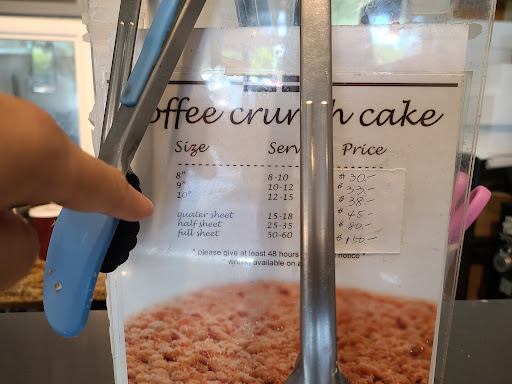 offee crun h cake
Size Serv Price
8" 8-10 $30.-
9" 10-12 $33.-
10" 12-15 $38.-
quater sheet 15-18 $45.-
half sheet 25-35 $80.-
full sheet 50-60 $150.-
* please give at least 48 hours notice *
available on